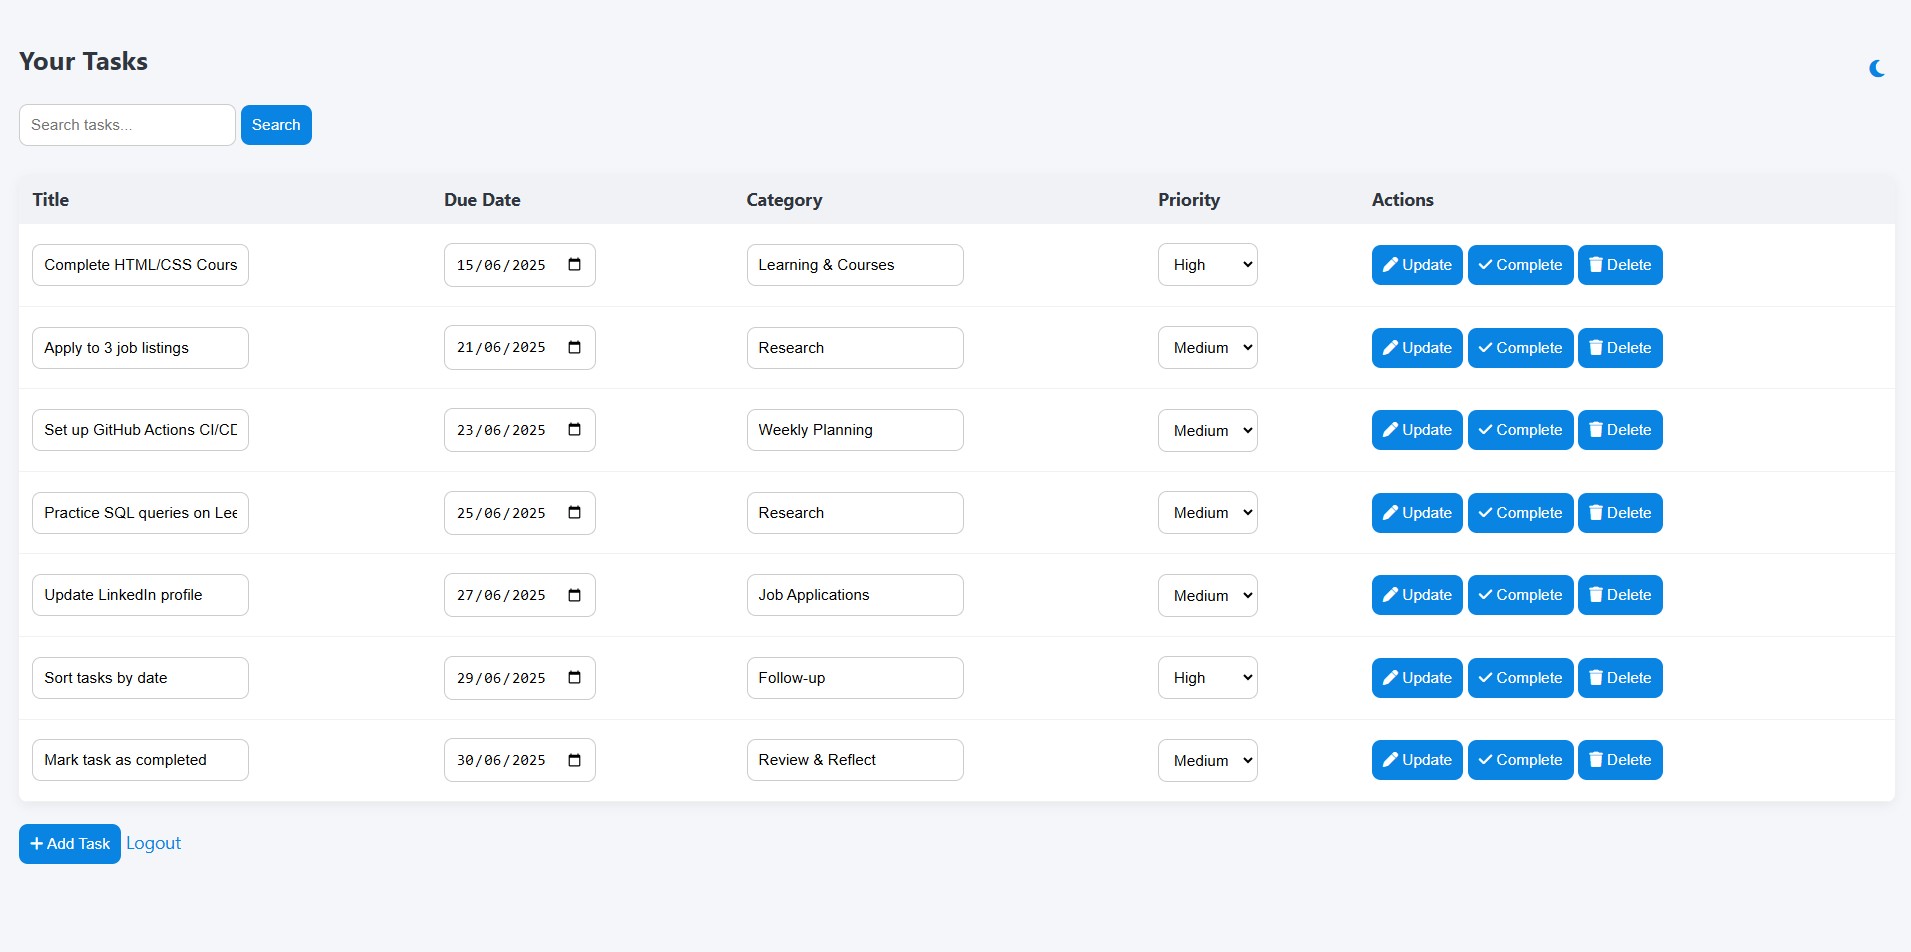 Your Tasks
Search tasks... Search
Title Due Date Category Priority Actions
Complete HTML/CSS Cours 15/06/2025 Learning & Courses High Update Complete Delete
Apply to 3 job listings 21/06/2025 Research Medium Update Complete Delete
Set up GitHub Actions CI/CD 23/06/2025 Weekly Planning Medium Update Complete Delete
Practice SQL queries on Lee 25/06/2025 Research Medium Update Complete Delete
Update LinkedIn profile 27/06/2025 Job Applications Medium Update Complete Delete
Sort tasks by date 29/06/2025 Follow-up High Update Complete Delete
Mark task as completed 30/06/2025 Review & Reflect Medium Update Complete Delete
+ Add Task Logout